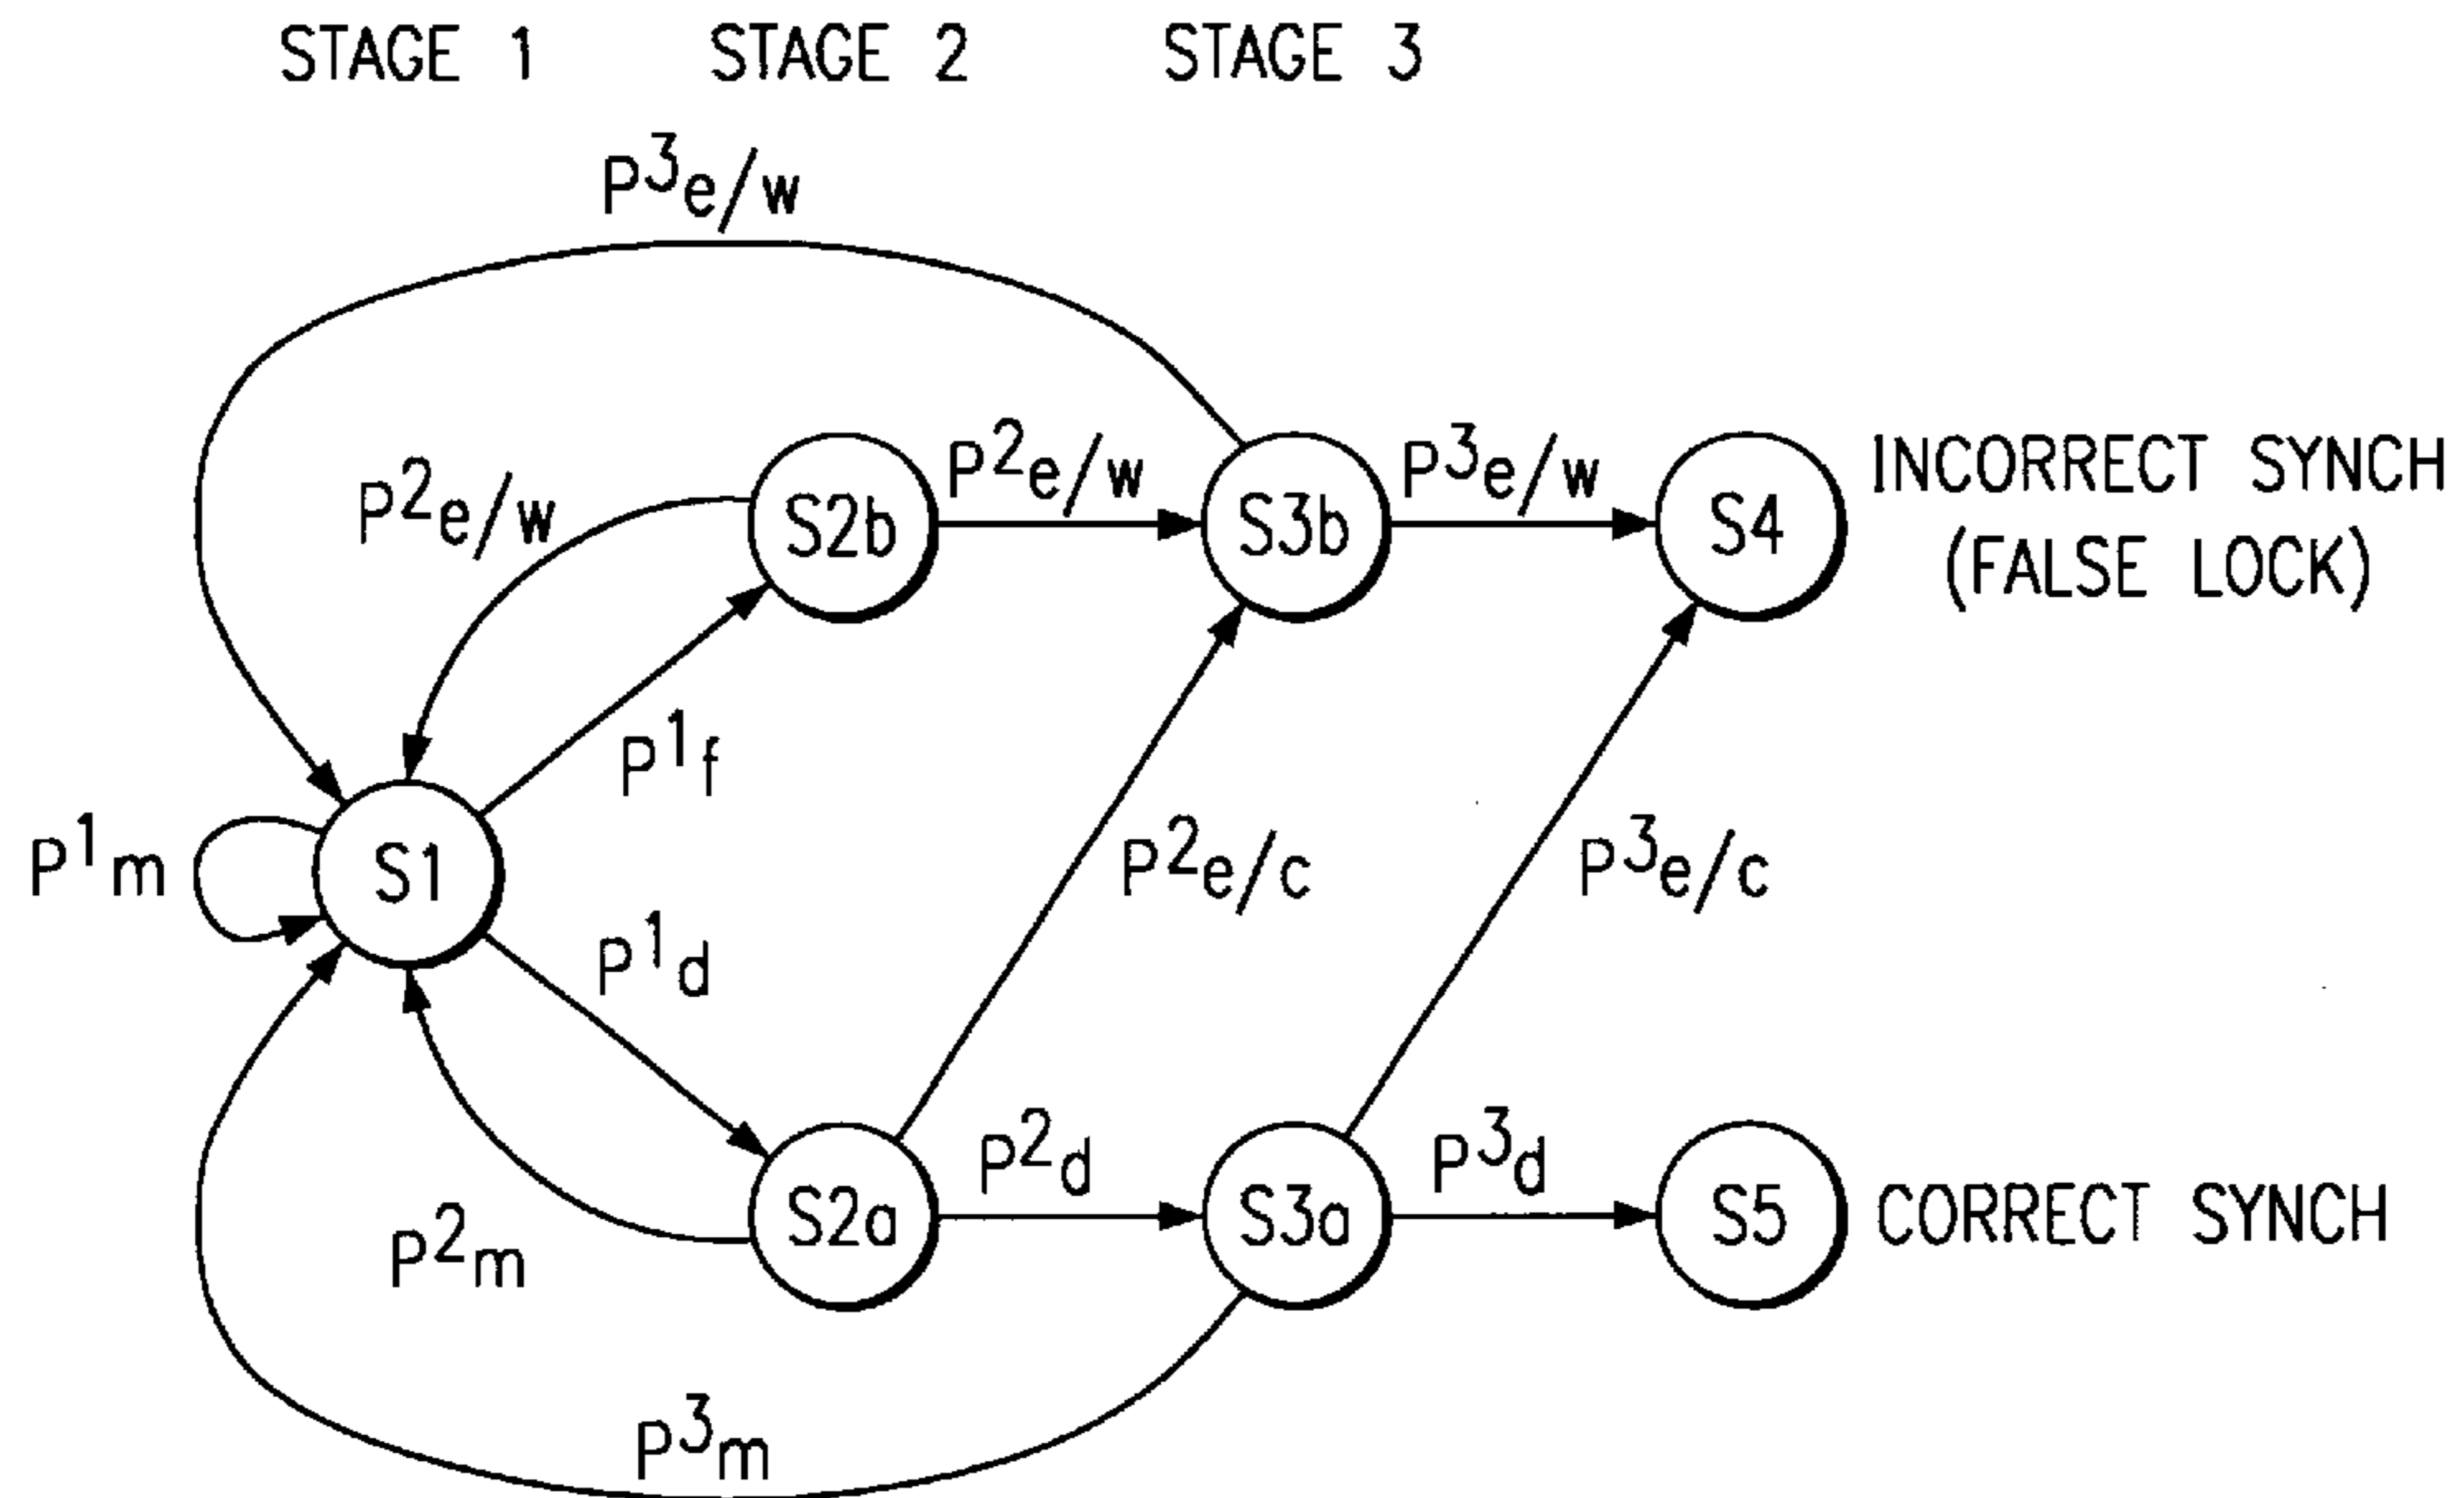 STAGE 1 STAGE 2 STAGE 3
P³e/w
P²e/w
S2b
P²e/w
S3b
P³e/w
S4
INCORRECT SYNCH
(FALSE LOCK)
P¹f
P¹m
S1
P²e/c
P³e/c
P¹d
P²m
S2a
P²d
S3a
P³d
S5
CORRECT SYNCH
P³m